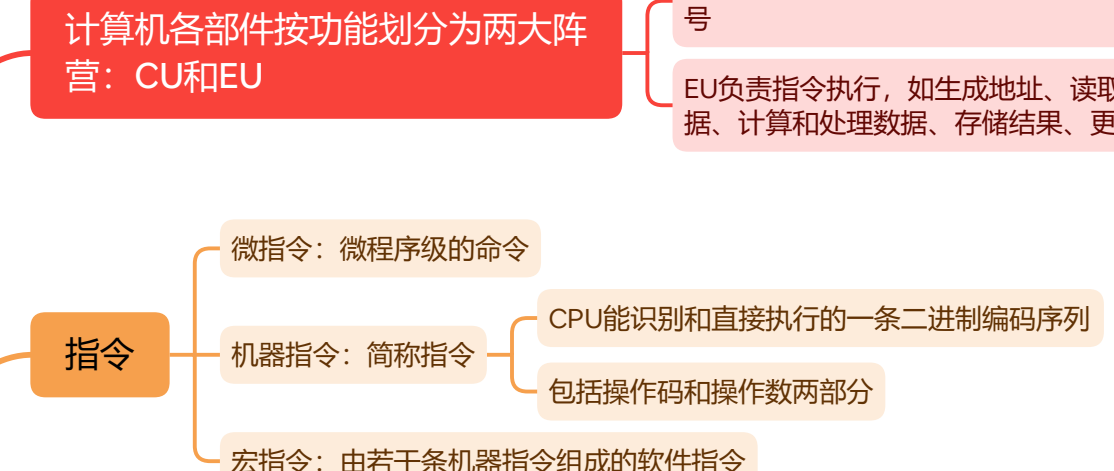 计算机各部件按功能划分为两大阵
营：CU和EU
号
EU负责指令执行，如生成地址、读取
据、计算和处理数据、存储结果、更
指令
微指令：微程序级的命令
机器指令：简称指令
CPU能识别和直接执行的一条二进制编码序列
包括操作码和操作数两部分
宏指令：由若干条机器指令组成的软件指令